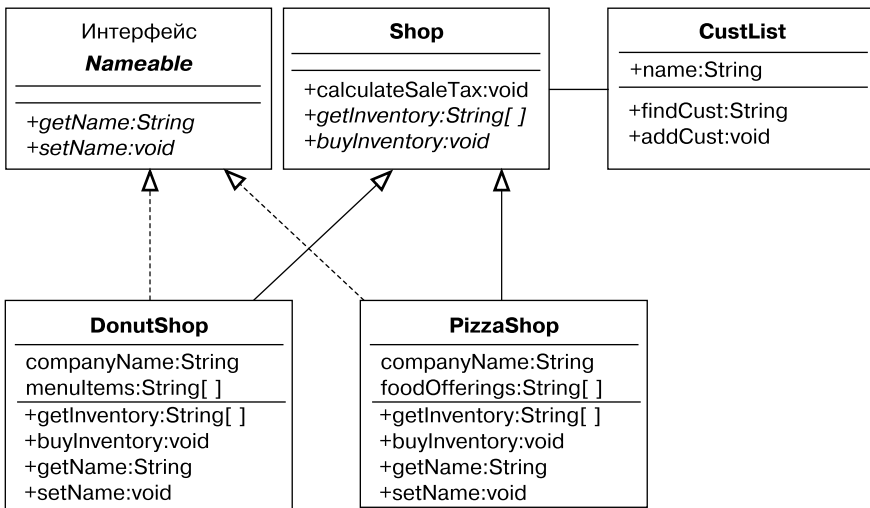 Интерфейс
Nameable
+getName:String
+setName:void
Shop
+calculateSaleTax:void
+getInventory:String[ ]
+buyInventory:void
CustList
+name:String
+findCust:String
+addCust:void
DonutShop
companyName:String
menuItems:String[ ]
+getInventory:String[ ]
+buyInventory:void
+getName:String
+setName:void
PizzaShop
companyName:String
foodOfferings:String[ ]
+getInventory:String[ ]
+buyInventory:void
+getName:String
+setName:void